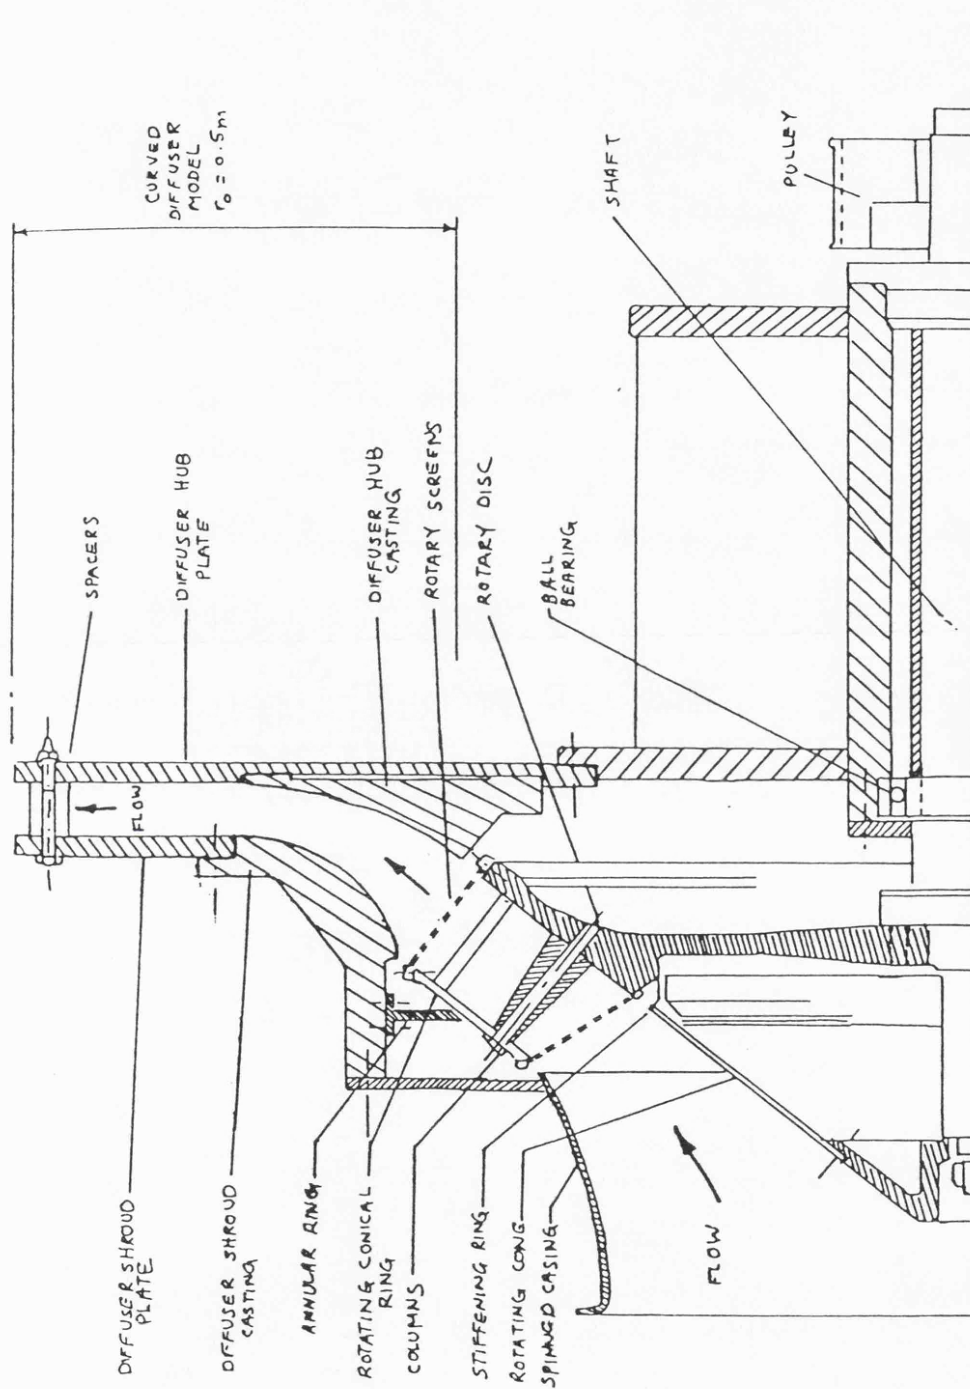 CURVED
DIFFUSER
MODEL
r₀ = 0.5m
SPACERS
DIFFUSER HUB
PLATE
DIFFUSER HUB
CASTING
ROTARY SCREENS
ROTARY DISC
BALL
BEARING
SHAFT
PULLEY
FLOW
DIFFUSER SHROUD
PLATE
DIFFUSER SHROUD
CASTING
ANNULAR RING
ROTATING CONICAL
RING
COLUMNS
STIFFENING RING
ROTATING CONE
SPINNED CASING
FLOW